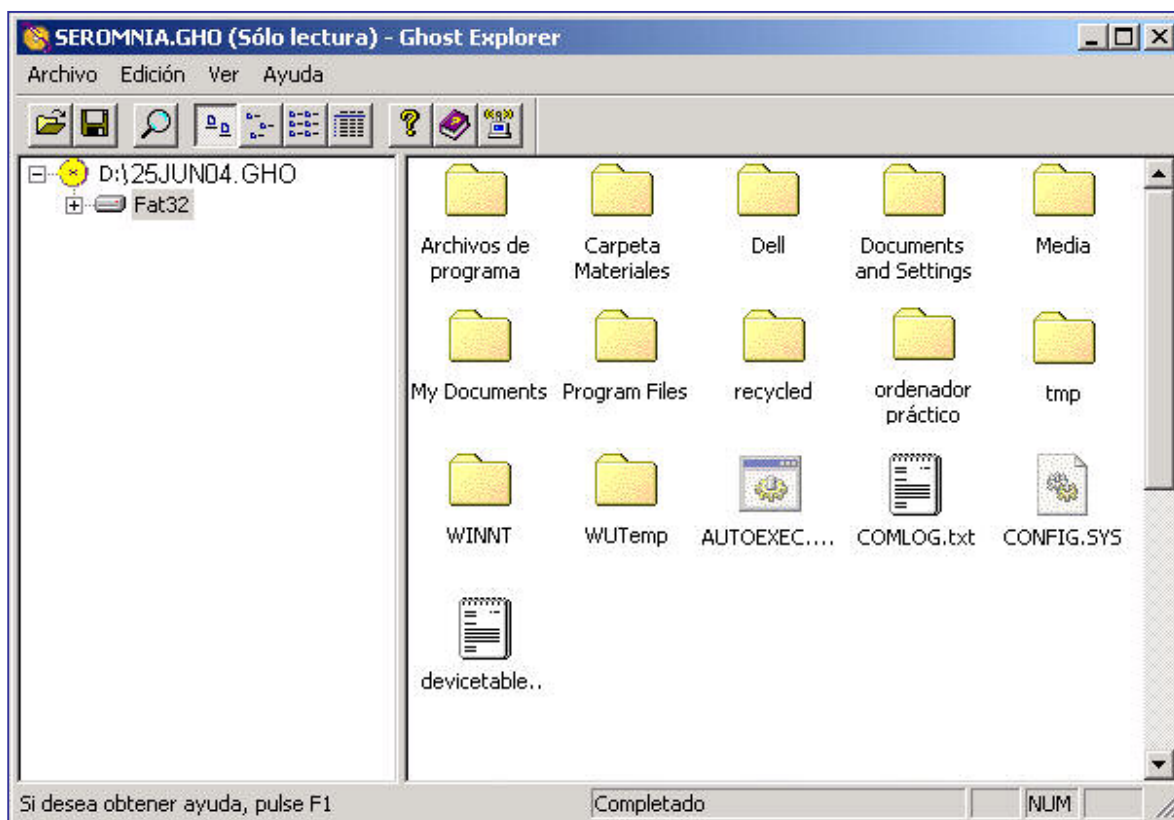 SEROMNIA.GHO (Sólo lectura) - Ghost Explorer
Archivo Edición Ver Ayuda
D:\25JUN04.GHO
Fat32
Archivos de programa
Carpeta Materiales
Dell
Documents and Settings
Media
My Documents
Program Files
recycled
ordenador práctico
tmp
WINNT
WUTemp
AUTOEXEC....
COMLOG.txt
CONFIG.SYS
devicetable..
Si desea obtener ayuda, pulse F1
Completado
NUM